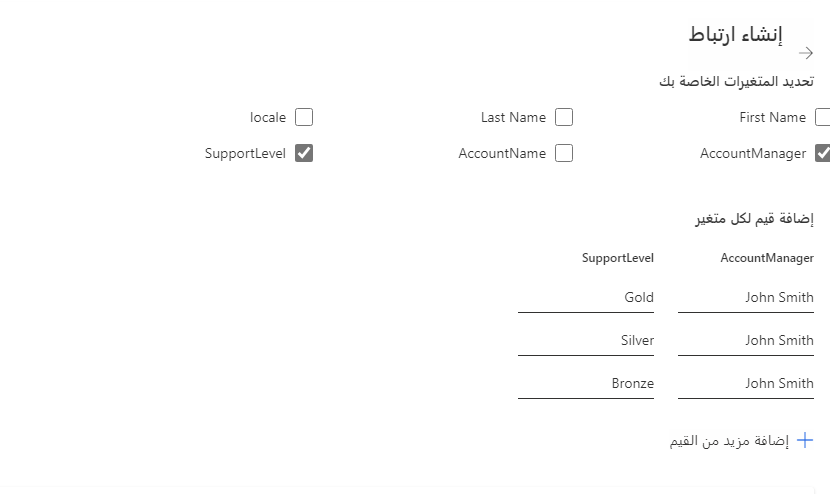 إنشاء ارتباط
تحديد المتغيرات الخاصة بك
First Name Last Name locale
AccountManager AccountName SupportLevel
إضافة قيم لكل متغير
AccountManager SupportLevel
John Smith Gold
John Smith Silver
John Smith Bronze
إضافة مزيد من القيم